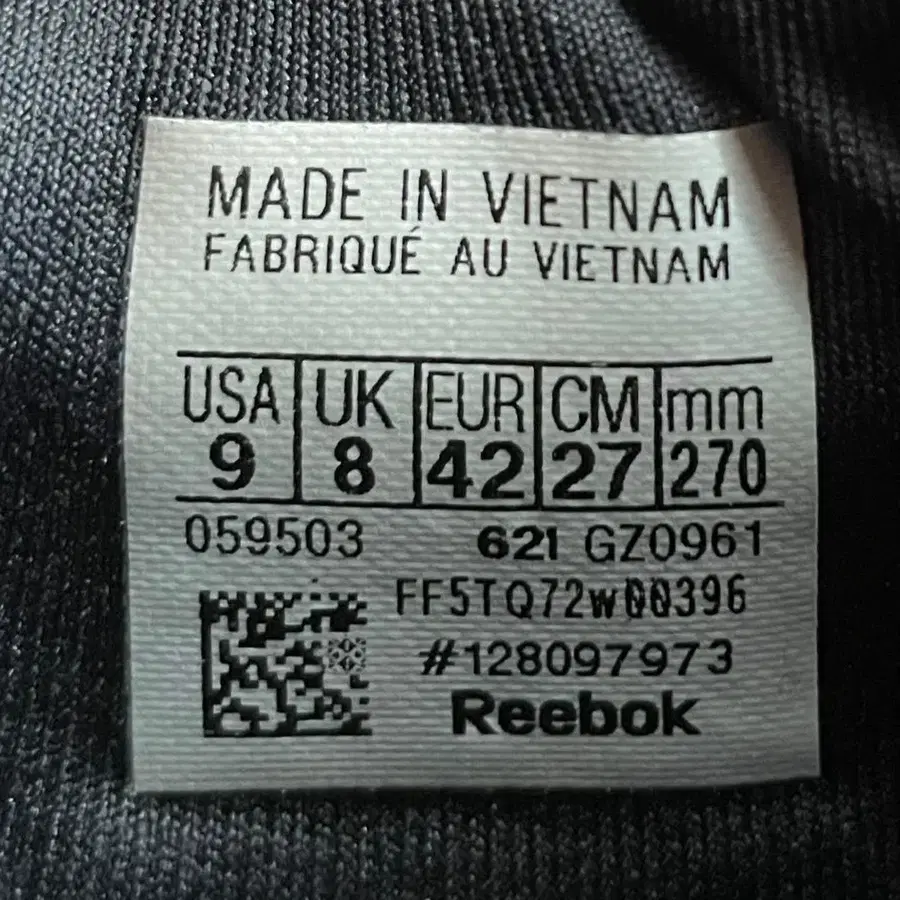 MADE IN VIETNAM
FABRIQUÉ AU VIETNAM
USA UK EUR CM mm
9 8 42 27 270
059503 621 GZ0961
FF5TQ72W00396
#128097973
Reebok